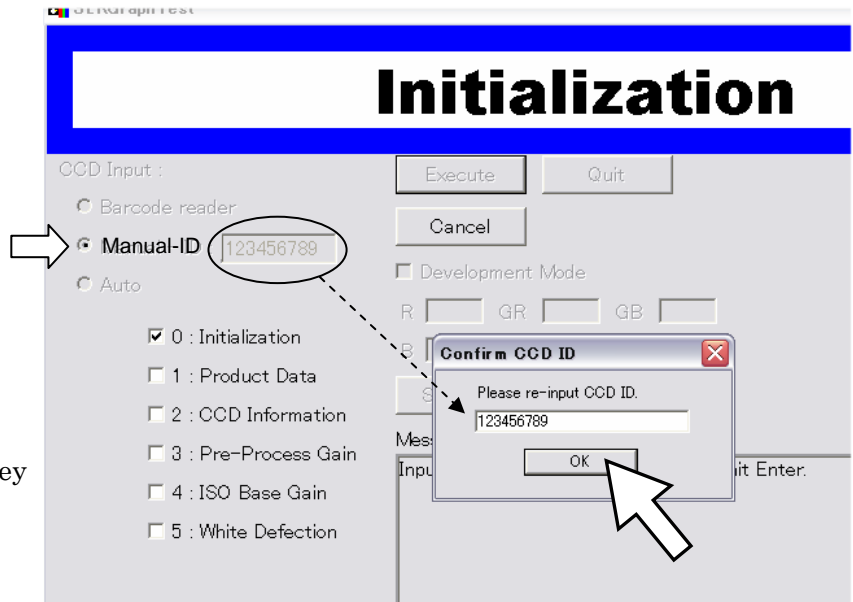 Initialization
CCD Input :
Execute
Quit
Barcode reader
Cancel
Manual-ID
123456789
Development Mode
Auto
R
GR
GB
0 : Initialization
B
Confirm CCD ID
1 : Product Data
Please re-input CCD ID.
2 : CCD Information
123456789
3 : Pre-Process Gain
OK
ey
4 : ISO Base Gain
it Enter.
5 : White Defection